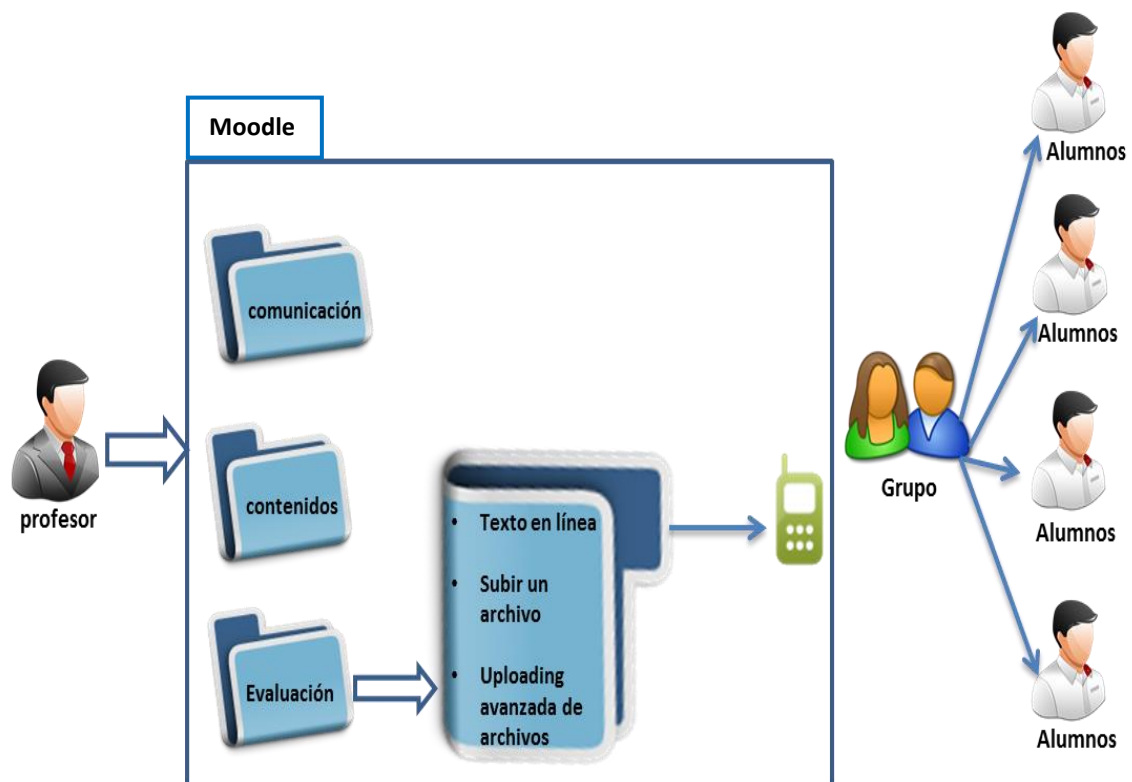 Moodle
comunicación
contenidos
Evaluación
• Texto en línea
• Subir un
archivo
• Uploading
avanzada de
archivos
profesor
Grupo
Alumnos
Alumnos
Alumnos
Alumnos